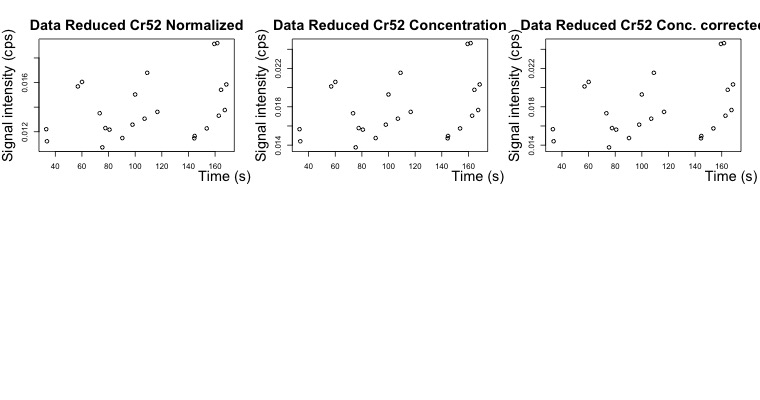 Data Reduced Cr52 Normalized
Signal intensity (cps)
0.012
0.016
40 60 80 100 120 140 160
Time (s)
Data Reduced Cr52 Concentration
Signal intensity (cps)
0.014
0.018
0.022
40 60 80 100 120 140 160
Time (s)
Data Reduced Cr52 Conc. corrected
Signal intensity (cps)
0.014
0.018
0.022
40 60 80 100 120 140 160
Time (s)